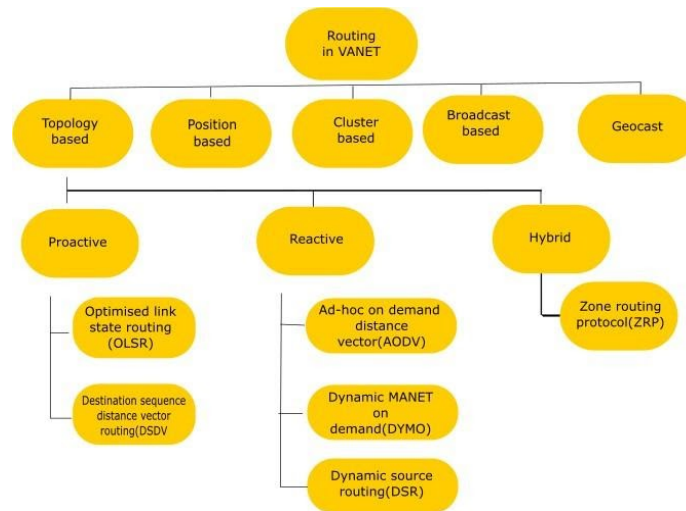 Routing
in VANET
Topology
based
Position
based
Cluster
based
Broadcast
based
Geocast
Proactive
Reactive
Hybrid
Optimised link
state routing
(OLSR)
Destination sequence
distance vector
routing(DSDV
Ad-hoc on demand
distance
vector(AODV)
Dynamic MANET
on
demand(DYMO)
Dynamic source
routing(DSR)
Zone routing
protocol(ZRP)